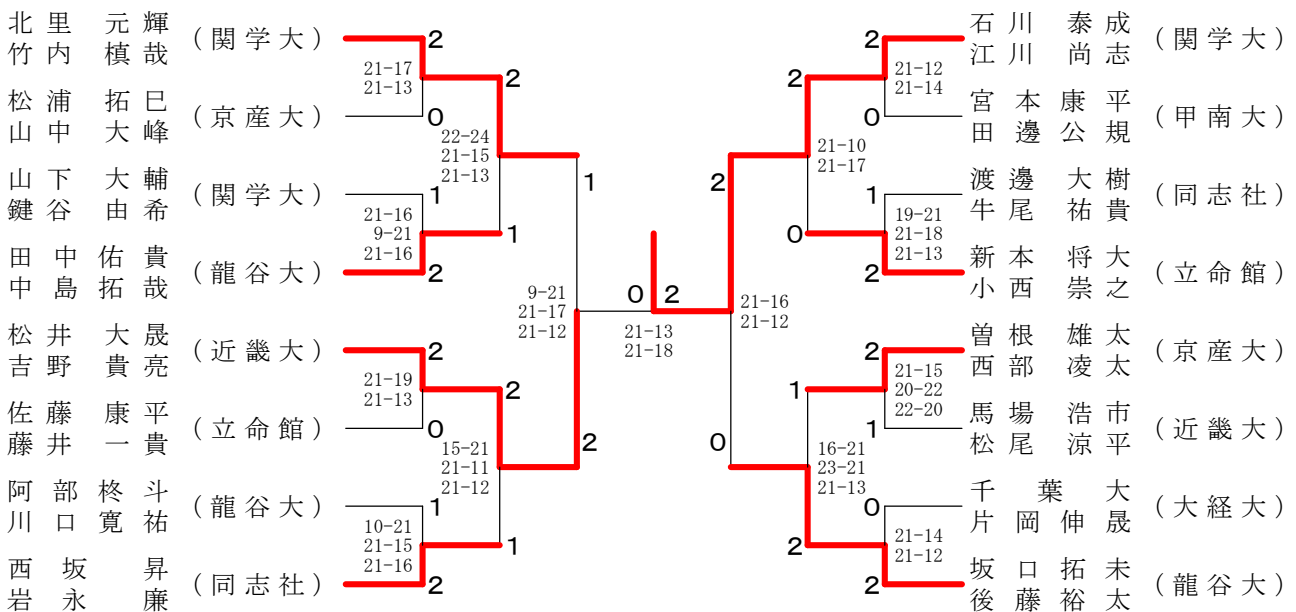 北里元輝
竹内槙哉
(関学大)
2
21-17
21-13
2
松浦拓巳
山中大峰
(京産大)
0
22-24
21-15
21-13
1
山下大輔
鍵谷由希
(関学大)
1
21-16
9-21
21-16
1
田中佑貴
中島拓哉
(龍谷大)
2
9-21
21-17
21-12
松井大晟
吉野貴亮
(近畿大)
2
21-19
21-13
2
佐藤康平
藤井一貴
(立命館)
0
15-21
21-11
21-12
2
阿部柊斗
川口寛祐
(龍谷大)
1
10-21
21-15
21-16
1
西坂昇
岩永廉
(同志社)
2
0 2
21-13
21-18
石川泰成
江川尚志
(関学大)
2
21-12
21-14
2
宮本康平
田邊公規
(甲南大)
0
21-10
21-17
2
渡邊大樹
牛尾祐貴
(同志社)
1
19-21
21-18
21-13
0
新本将大
小西崇之
(立命館)
2
21-16
21-12
曽根雄太
西部凌太
(京産大)
2
21-15
20-22
22-20
1
馬場浩市
松尾涼平
(近畿大)
1
16-21
23-21
21-13
0
千葉大
片岡伸晟
(大経大)
0
21-14
21-12
2
坂口拓未
後藤裕太
(龍谷大)
2